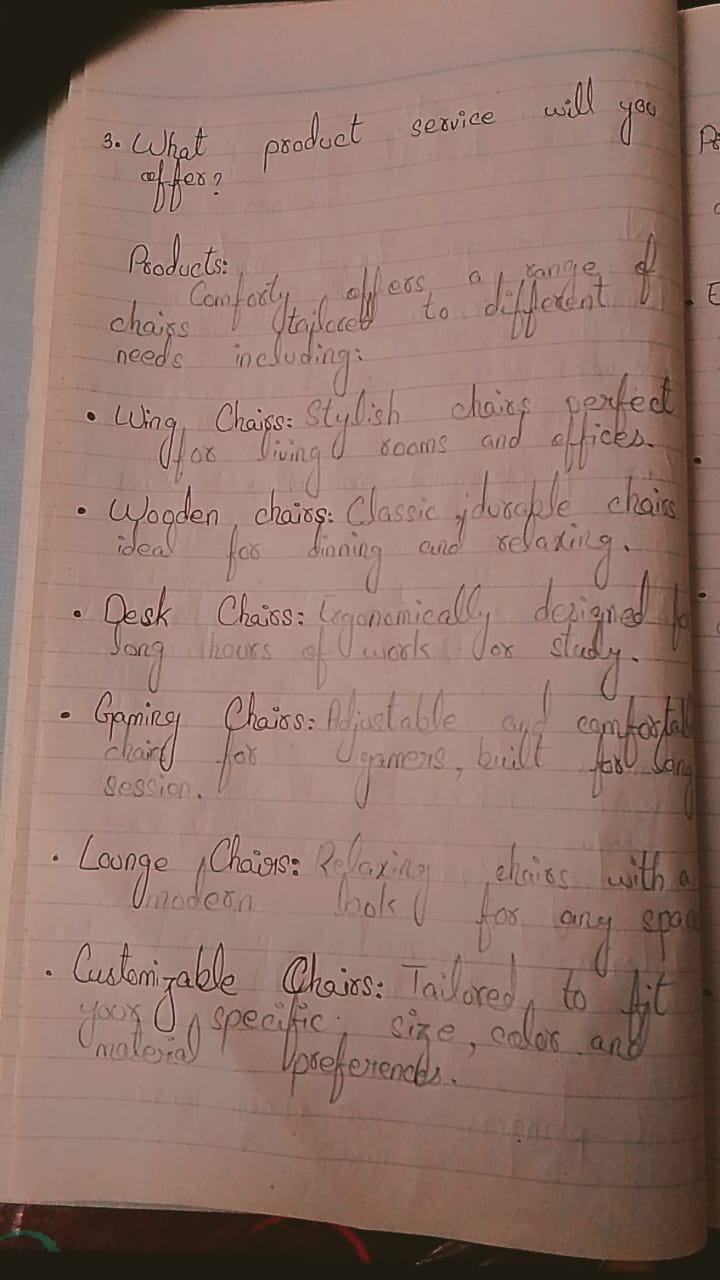 3. What product service will you
offer?
Products:
Comforty offers a range of
chairs tailored to different
needs including:
• Wing Chairs: Stylish chairs perfect
for living rooms and offices.
• Wooden chairs: Classic, durable chairs
ideal for dinning and relaxing.
• Desk Chairs: Ergonomically designed
long hours of work or study.
• Gaming Chairs: Adjustable and
chairs for gamers, built for long
session.
• Lounge Chairs: Relaxing chairs with a
modern look for any
• Customizable Chairs: Tailored to fit
your specific size, color and
material preferences.